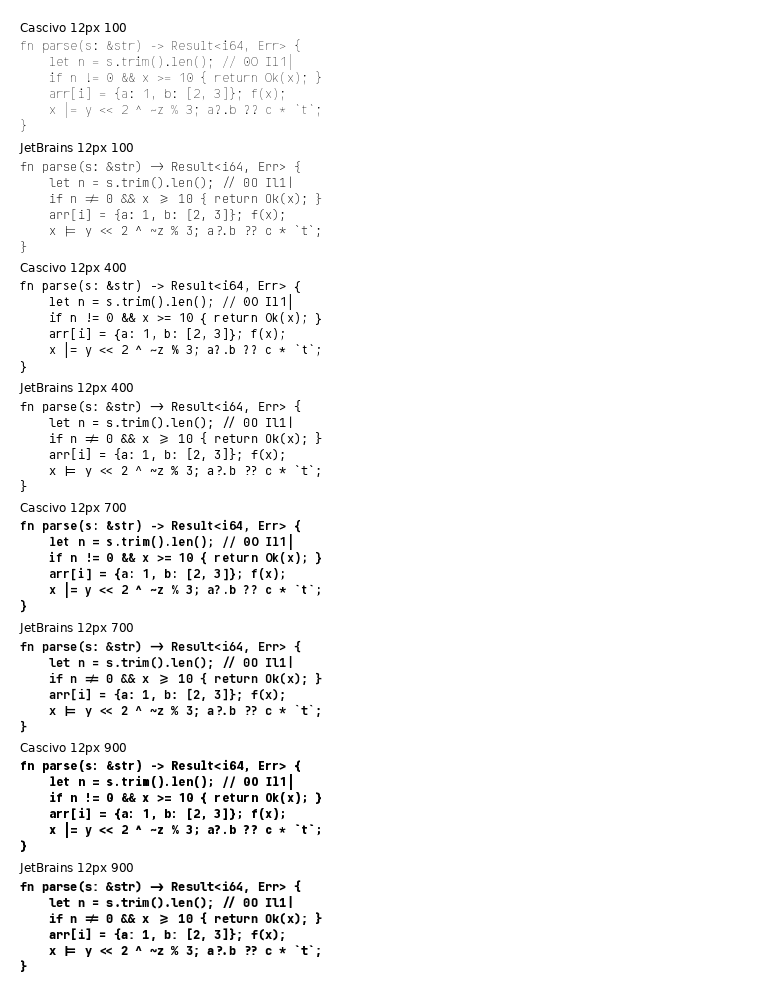 Cascivo 12px 100
fn parse(s: &str) -> Result<i64, Err> {
    let n = s.trim().len(); // 0O Il1|
    if n != 0 && x >= 10 { return Ok(x); }
    arr[i] = {a: 1, b: [2, 3]}; f(x);
    x |= y << 2 ^ ~z % 3; a?.b ?? c * `t`;
}
JetBrains 12px 100
fn parse(s: &str) -> Result<i64, Err> {
    let n = s.trim().len(); // 0O Il1|
    if n != 0 && x >= 10 { return Ok(x); }
    arr[i] = {a: 1, b: [2, 3]}; f(x);
    x |= y << 2 ^ ~z % 3; a?.b ?? c * `t`;
}
Cascivo 12px 400
fn parse(s: &str) -> Result<i64, Err> {
    let n = s.trim().len(); // 0O Il1|
    if n != 0 && x >= 10 { return Ok(x); }
    arr[i] = {a: 1, b: [2, 3]}; f(x);
    x |= y << 2 ^ ~z % 3; a?.b ?? c * `t`;
}
JetBrains 12px 400
fn parse(s: &str) -> Result<i64, Err> {
    let n = s.trim().len(); // 0O Il1|
    if n != 0 && x >= 10 { return Ok(x); }
    arr[i] = {a: 1, b: [2, 3]}; f(x);
    x |= y << 2 ^ ~z % 3; a?.b ?? c * `t`;
}
Cascivo 12px 700
fn parse(s: &str) -> Result<i64, Err> {
    let n = s.trim().len(); // 0O Il1|
    if n != 0 && x >= 10 { return Ok(x); }
    arr[i] = {a: 1, b: [2, 3]}; f(x);
    x |= y << 2 ^ ~z % 3; a?.b ?? c * `t`;
}
JetBrains 12px 700
fn parse(s: &str) -> Result<i64, Err> {
    let n = s.trim().len(); // 0O Il1|
    if n != 0 && x >= 10 { return Ok(x); }
    arr[i] = {a: 1, b: [2, 3]}; f(x);
    x |= y << 2 ^ ~z % 3; a?.b ?? c * `t`;
}
Cascivo 12px 900
fn parse(s: &str) -> Result<i64, Err> {
    let n = s.trim().len(); // 0O Il1|
    if n != 0 && x >= 10 { return Ok(x); }
    arr[i] = {a: 1, b: [2, 3]}; f(x);
    x |= y << 2 ^ ~z % 3; a?.b ?? c * `t`;
}
JetBrains 12px 900
fn parse(s: &str) -> Result<i64, Err> {
    let n = s.trim().len(); // 0O Il1|
    if n != 0 && x >= 10 { return Ok(x); }
    arr[i] = {a: 1, b: [2, 3]}; f(x);
    x |= y << 2 ^ ~z % 3; a?.b ?? c * `t`;
}